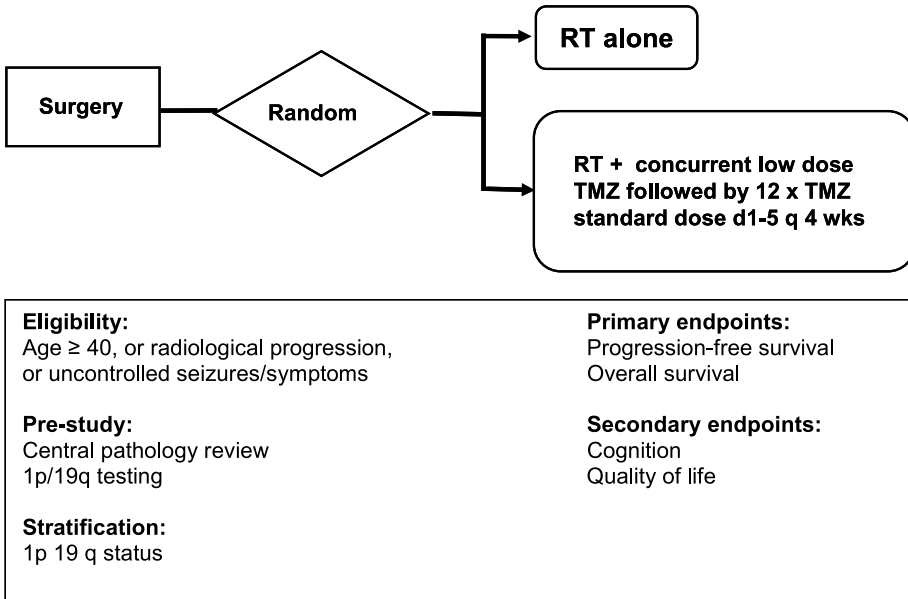 Surgery
Random
RT alone
RT + concurrent low dose
TMZ followed by 12 x TMZ
standard dose d1-5 q 4 wks
Eligibility:
Age ≥ 40, or radiological progression,
or uncontrolled seizures/symptoms
Pre-study:
Central pathology review
1p/19q testing
Stratification:
1p 19 q status
Primary endpoints:
Progression-free survival
Overall survival
Secondary endpoints:
Cognition
Quality of life